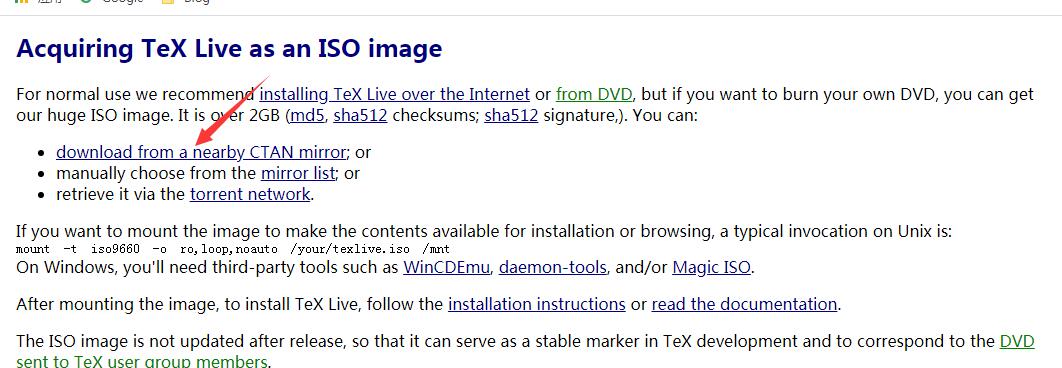 应用 Google Blog
Acquiring TeX Live as an ISO image
For normal use we recommend installing TeX Live over the Internet or from DVD, but if you want to burn your own DVD, you can get
our huge ISO image. It is over 2GB (md5, sha512 checksums; sha512 signature,). You can:
• download from a nearby CTAN mirror; or
• manually choose from the mirror list; or
• retrieve it via the torrent network.
If you want to mount the image to make the contents available for installation or browsing, a typical invocation on Unix is:
mount -t iso9660 -o ro,loop,noauto /your/texlive.iso /mnt
On Windows, you'll need third-party tools such as WinCDEmu, daemon-tools, and/or Magic ISO.
After mounting the image, to install TeX Live, follow the installation instructions or read the documentation.
The ISO image is not updated after release, so that it can serve as a stable marker in TeX development and to correspond to the DVD
sent to TeX user group members.